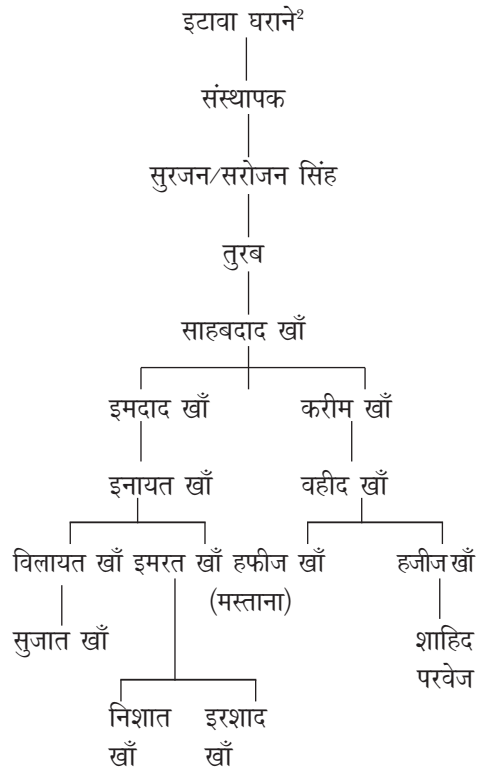 इटावा घराने²
संस्थापक
सुरजन/सरोजन सिंह
तुरब
साहबदाद खाँ
इमदाद खाँ करीम खाँ
इनायत खाँ वहीद खाँ
विलायत खाँ इमरत खाँ हफीज खाँ हजीज खाँ
(मस्ताना)
सुजात खाँ शाहिद
परवेज
निशात इरशाद
खाँ खाँ